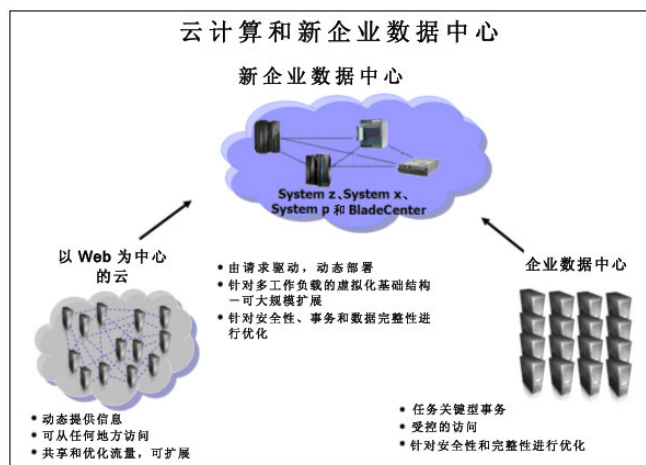 云计算和新企业数据中心
新企业数据中心
System z、System x、
System p 和 BladeCenter
以 Web 为中心
的云
• 由请求驱动，动态部署
• 针对多工作负载的虚拟化基础结构
－可大规模扩展
• 针对安全性、事务和数据完整性进
行优化
企业数据中心
• 动态提供信息
• 可从任何地方访问
• 共享和优化流量，可扩展
• 任务关键型事务
• 受控的访问
• 针对安全性和完整性进行优化